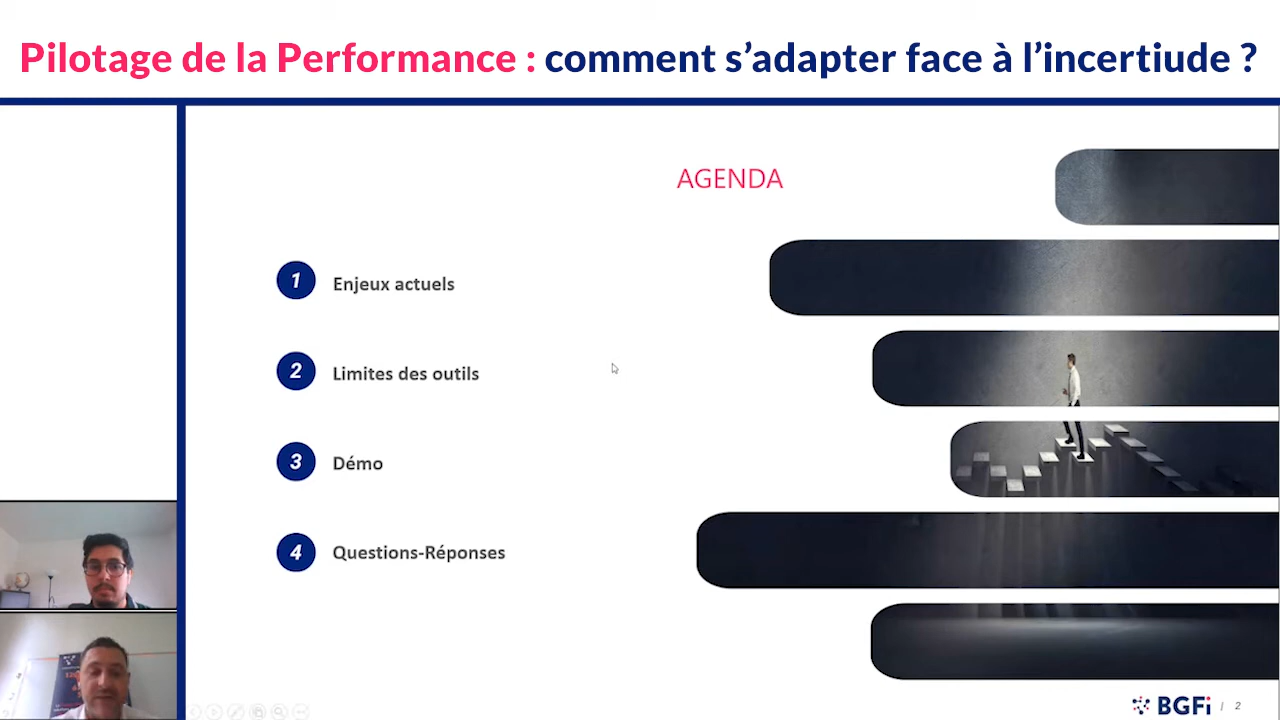 Pilotage de la Performance : comment s’adapter face à l’incertiude ?
AGENDA
1 Enjeux actuels
2 Limites des outils
3 Démo
4 Questions-Réponses
BGFi / 2